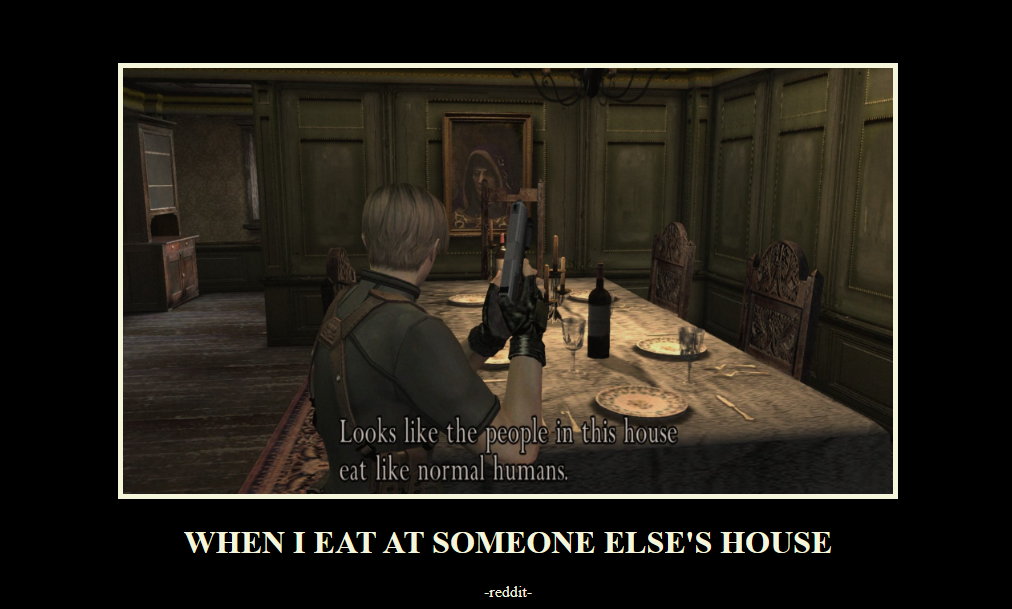 Looks like the people in this house
eat like normal humans.
WHEN I EAT AT SOMEONE ELSE'S HOUSE
-reddit-